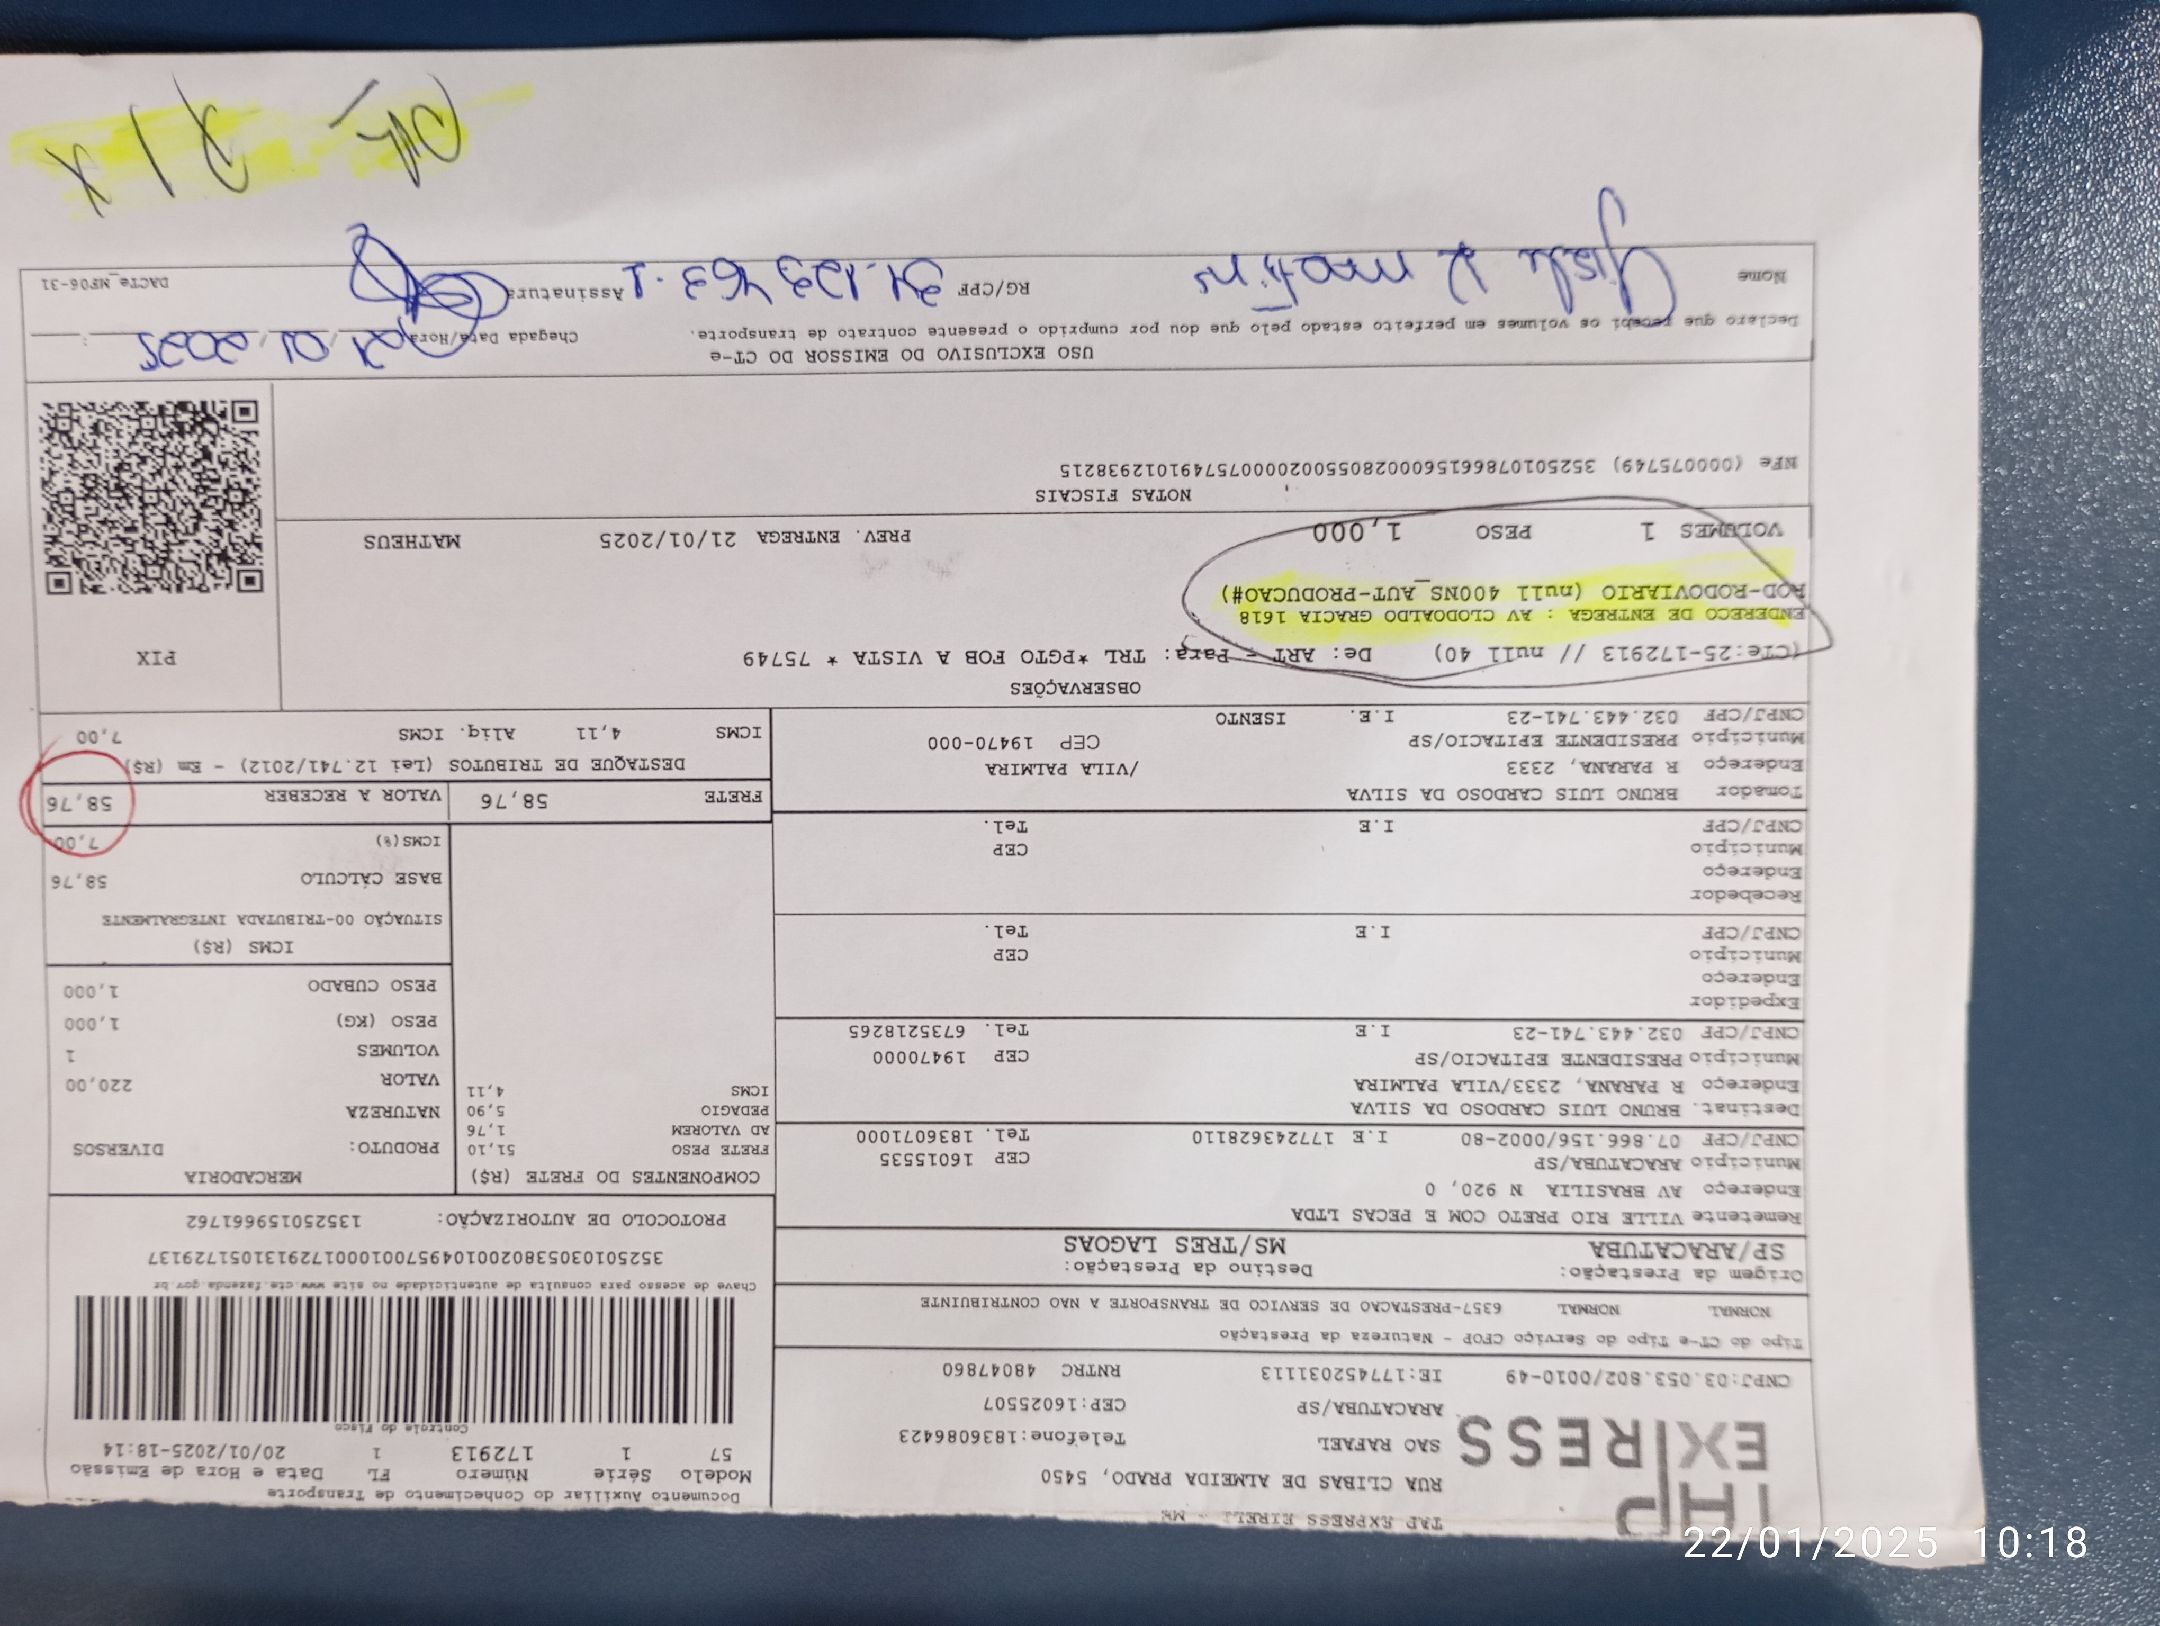 TAP EXPRESS EIRELI - ME
EXPRESS
RUA CLIBAS DE ALMEIDA PRADO, 5450
SAO RAFAEL Telefone:1836086423
ARACATUBA/SP CEP:16025507
CNPJ:03.053.802/0010-49 IE:177452031113 RNTRC 48047860
Documento Auxiliar do Conhecimento de Transporte
Modelo Série Número FL Data e Hora de Emissão
57 1 172913 1 20/01/2025-18:14
Controle do Fisco
Chave de acesso para consulta de autenticidade no site www.cte.fazenda.gov.br
35250103053802001049570010001729131051729137
PROTOCOLO DE AUTORIZAÇÃO: 135250159661762
Tipo do CT-e Tipo do Serviço CFOP - Natureza da Prestação
NORMAL NORMAL 6357-PRESTACAO DE SERVICO DE TRANSPORTE A NAO CONTRIBUINTE
Origem da Prestação: Destino da Prestação:
SP/ARACATUBA MS/TRES LAGOAS
Remetente VILLE RIO PRETO COM E PECAS LTDA
Endereço AV BRASILIA N 920, 0
Município ARACATUBA/SP CEP 16015535
CNPJ/CPF 07.866.156/0002-80 I.E 177243628110 Tel. 1836071000
Destinat. BRUNO LUIS CARDOSO DA SILVA
Endereço R PARANA, 2333/VILA PALMIRA
Município PRESIDENTE EPITACIO/SP CEP 19470000
CNPJ/CPF 032.443.741-23 I.E Tel. 6735218265
Expedidor
Endereço
Município CEP
CNPJ/CPF I.E Tel.
Recebedor
Endereço
Município CEP
CNPJ/CPF I.E Tel.
Tomador BRUNO LUIS CARDOSO DA SILVA
Endereço R PARANA, 2333 /VILA PALMIRA
Município PRESIDENTE EPITACIO/SP CEP 19470-000
CNPJ/CPF 032.443.741-23 I.E. ISENTO
COMPONENTES DO FRETE (R$)
FRETE PESO 51,10
AD VALOREM 1,76
PEDAGIO 5,90
ICMS 4,11
MERCADORIA
PRODUTO: DIVERSOS
NATUREZA
VALOR 220,00
VOLUMES 1
PESO (KG) 1,000
PESO CUBADO 1,000
ICMS (R$)
SITUAÇÃO 00-TRIBUTADA INTEGRALMENTE
BASE CÁLCULO 58,76
ICMS(%) 7,00
FRETE 58,76 VALOR A RECEBER 58,76
DESTAQUE DE TRIBUTOS (Lei 12.741/2012) - Em (R$)
ICMS 4,11 Aliq. ICMS 7,00
OBSERVAÇÕES
(CTe:25-172913 // null 40) De: ART - Para: TRL *PGTO FOB A VISTA * 75749
ENDERECO DE ENTREGA : AV CLODOALDO GRACIA 1618
ROD-RODOVIARIO (null 400NS_AUT-PRODUCAO#)
VOLUMES 1 PESO 1,000 PREV. ENTREGA 21/01/2025 MATHEUS
PIX
NOTAS FISCAIS
NFe (000075749) 35250107866156000280550020000757491012938215
USO EXCLUSIVO DO EMISSOR DO CT-e
Declaro que recebi os volumes em perfeito estado pelo que dou por cumprido o presente contrato de transporte. Chegada Data/Hora 21 01 2025 :
Nome RG/CPF 34.123 463.1 Assinatura DACTe_MF06-31
PIX
22/01/2025 10:18